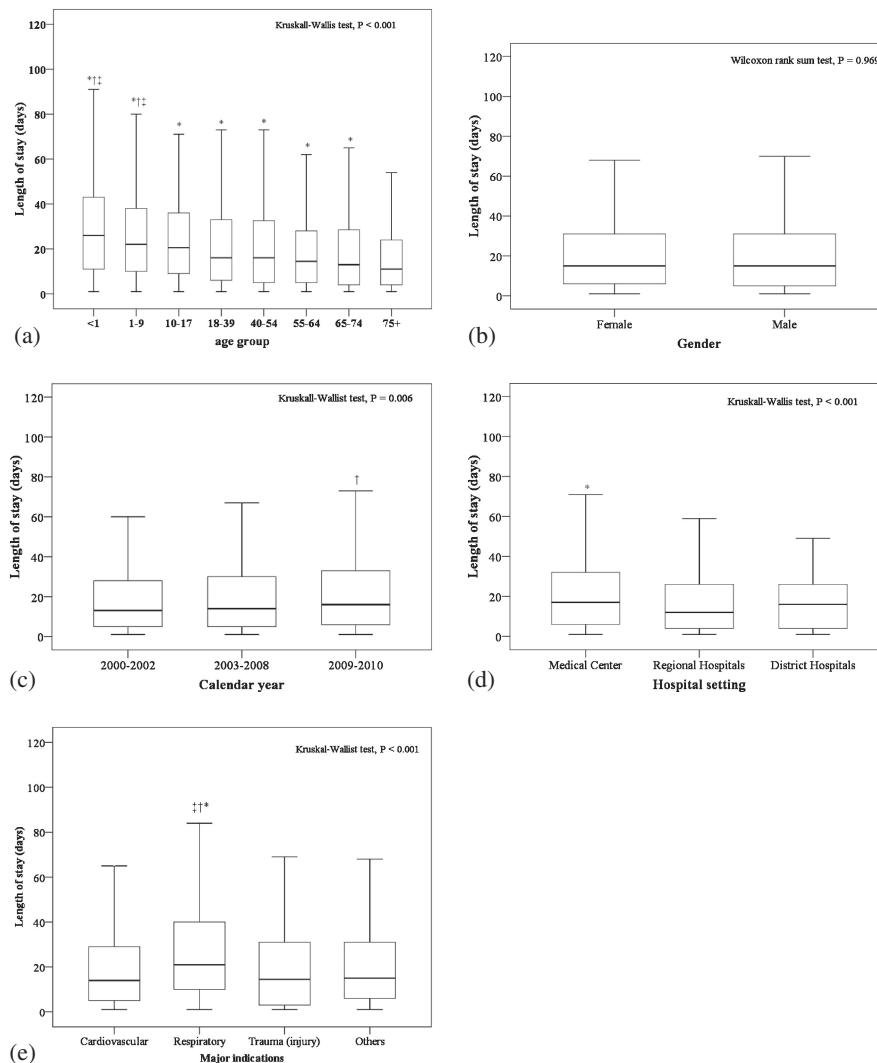 Kruskall-Wallis test, P < 0.001
120
100
80
60
40
20
0
Length of stay (days)
*†‡
*†‡
*
*
*
*
*
<1 1-9 10-17 18-39 40-54 55-64 65-74 75+
age group
(a)
Wilcoxon rank sum test, P = 0.969
120
100
80
60
40
20
0
Length of stay (days)
Female Male
Gender
(b)
Kruskall-Wallist test, P = 0.006
120
100
80
60
40
20
0
Length of stay (days)
†
2000-2002 2003-2008 2009-2010
Calendar year
(c)
Kruskall-Wallis test, P < 0.001
120
100
80
60
40
20
0
Length of stay (days)
*
Medical Center Regional Hospitals District Hospitals
Hospital setting
(d)
Kruskal-Wallist test, P < 0.001
120
100
80
60
40
20
0
Length of stay (days)
‡†*
Cardiovascular Respiratory Trauma (injury) Others
Major indications
(e)